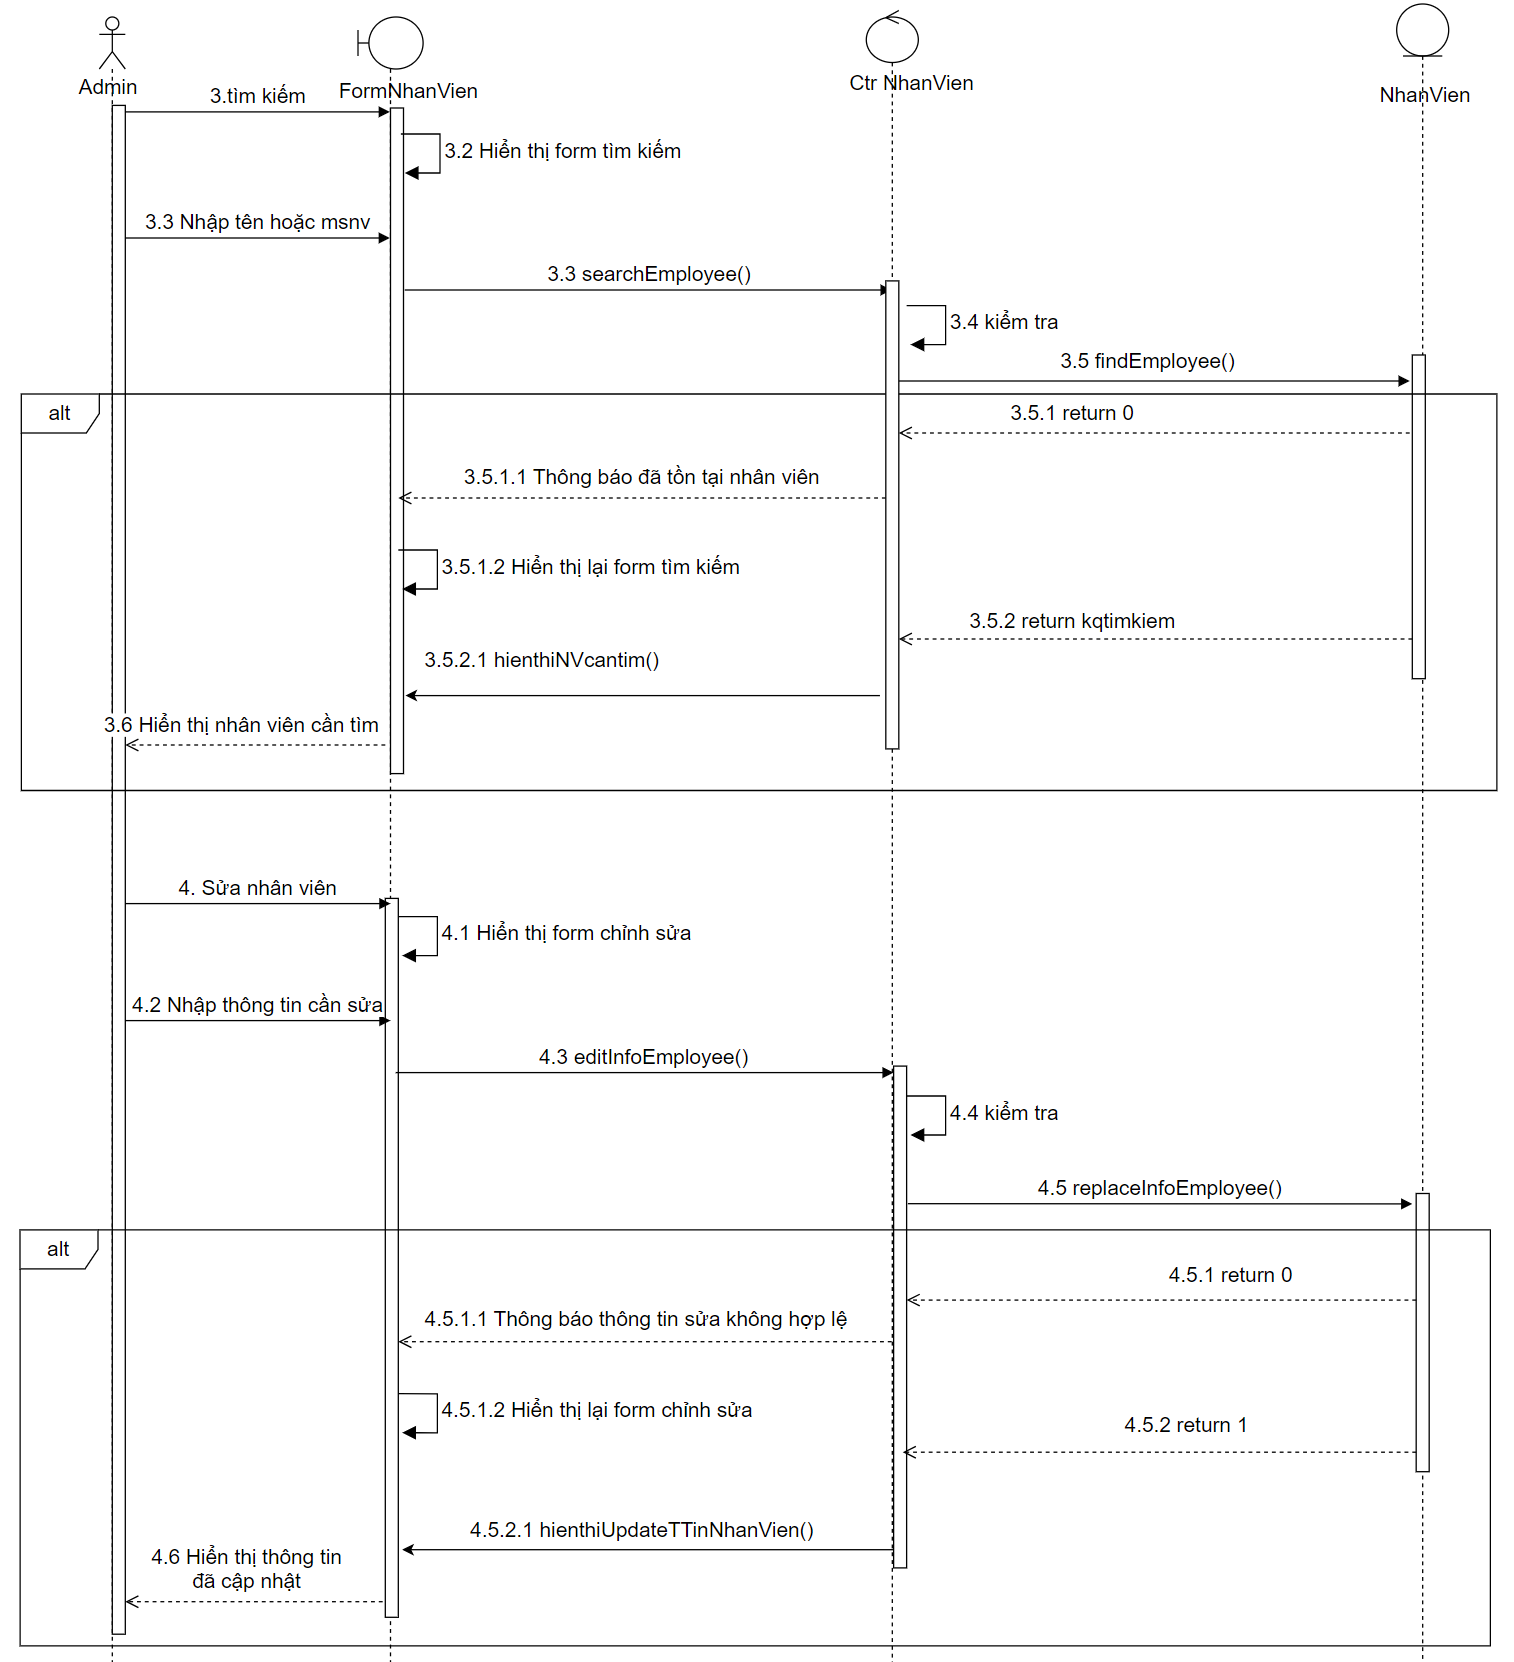 Admin
FormNhanVien
Ctr NhanVien
NhanVien
3.tìm kiếm
3.2 Hiển thị form tìm kiếm
3.3 Nhập tên hoặc msnv
3.3 searchEmployee()
3.4 kiểm tra
3.5 findEmployee()
alt
3.5.1 return 0
3.5.1.1 Thông báo đã tồn tại nhân viên
3.5.1.2 Hiển thị lại form tìm kiếm
3.5.2 return kqtimkiem
3.5.2.1 hienthiNVcantim()
3.6 Hiển thị nhân viên cần tìm
4. Sửa nhân viên
4.1 Hiển thị form chỉnh sửa
4.2 Nhập thông tin cần sửa
4.3 editInfoEmployee()
4.4 kiểm tra
4.5 replaceInfoEmployee()
alt
4.5.1 return 0
4.5.1.1 Thông báo thông tin sửa không hợp lệ
4.5.1.2 Hiển thị lại form chỉnh sửa
4.5.2 return 1
4.5.2.1 hienthiUpdateTTinNhanVien()
4.6 Hiển thị thông tin
đã cập nhật